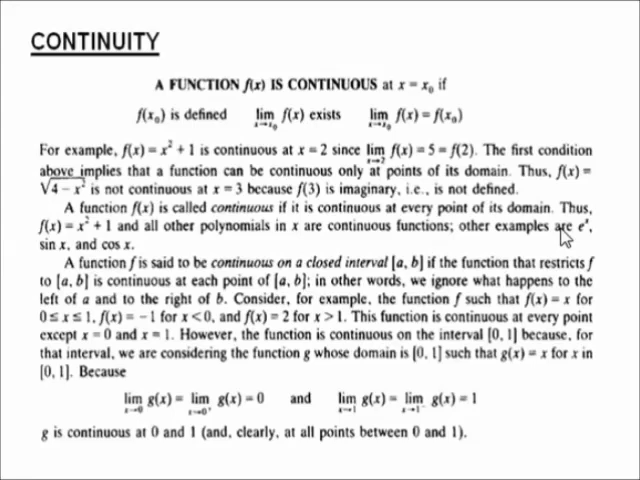 CONTINUITY
A FUNCTION f(x) IS CONTINUOUS at x = x₀ if
f(x₀) is defined lim x→x₀ f(x) exists lim x→x₀ f(x) = f(x₀)
For example, f(x) = x² + 1 is continuous at x = 2 since lim x→2 f(x) = 5 = f(2). The first condition
above implies that a function can be continuous only at points of its domain. Thus, f(x) =
√4 − x² is not continuous at x = 3 because f(3) is imaginary, i.e., is not defined.
A function f(x) is called continuous if it is continuous at every point of its domain. Thus,
f(x) = x² + 1 and all other polynomials in x are continuous functions; other examples are eˣ,
sin x, and cos x.
A function f is said to be continuous on a closed interval [a, b] if the function that restricts f
to [a, b] is continuous at each point of [a, b]; in other words, we ignore what happens to the
left of a and to the right of b. Consider, for example, the function f such that f(x) = x for
0 ≤ x ≤ 1, f(x) = −1 for x < 0, and f(x) = 2 for x > 1. This function is continuous at every point
except x = 0 and x = 1. However, the function is continuous on the interval [0, 1] because, for
that interval, we are considering the function g whose domain is [0, 1] such that g(x) = x for x in
[0, 1]. Because
lim x→0 g(x) = lim x→0⁺ g(x) = 0 and lim x→1 g(x) = lim x→1⁻ g(x) = 1
g is continuous at 0 and 1 (and, clearly, at all points between 0 and 1).